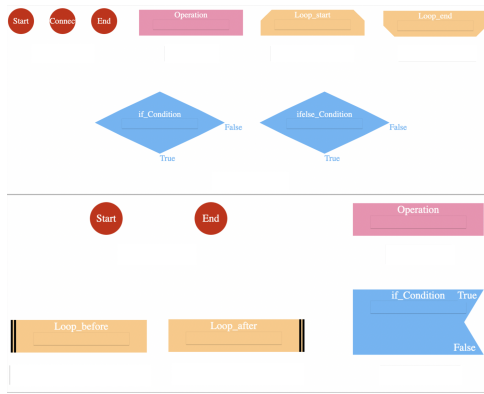 Start Connec End Operation Loop_start Loop_end
if_Condition ifelse_Condition
False False
True True
Start End Operation
if_Condition True
Loop_before Loop_after
False